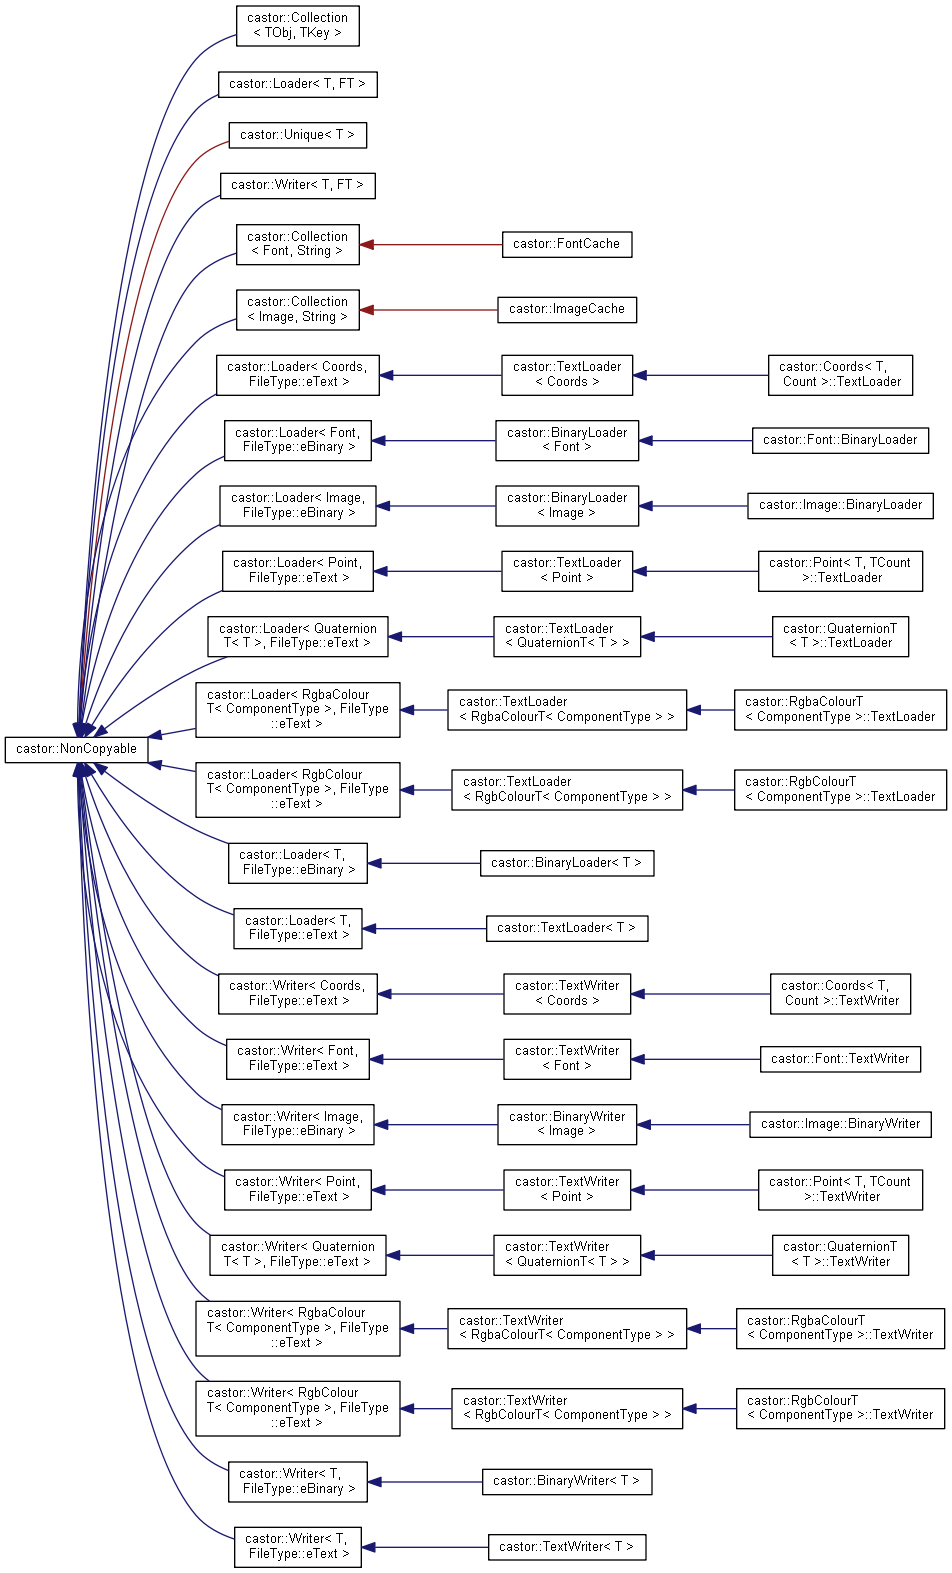 castor::Collection
< TObj, TKey >
castor::Loader< T, FT >
castor::Unique< T >
castor::Writer< T, FT >
castor::Collection
< Font, String >
castor::FontCache
castor::Collection
< Image, String >
castor::ImageCache
castor::Loader< Coords,
FileType::eText >
castor::TextLoader
< Coords >
castor::Coords< T,
Count >::TextLoader
castor::Loader< Font,
FileType::eBinary >
castor::BinaryLoader
< Font >
castor::Font::BinaryLoader
castor::Loader< Image,
FileType::eBinary >
castor::BinaryLoader
< Image >
castor::Image::BinaryLoader
castor::Loader< Point,
FileType::eText >
castor::TextLoader
< Point >
castor::Point< T, TCount
>::TextLoader
castor::Loader< Quaternion
T< T >, FileType::eText >
castor::TextLoader
< QuaternionT< T > >
castor::QuaternionT
< T >::TextLoader
castor::Loader< RgbaColour
T< ComponentType >, FileType
::eText >
castor::TextLoader
< RgbaColourT< ComponentType > >
castor::RgbaColourT
< ComponentType >::TextLoader
castor::NonCopyable
castor::Loader< RgbColour
T< ComponentType >, FileType
::eText >
castor::TextLoader
< RgbColourT< ComponentType > >
castor::RgbColourT
< ComponentType >::TextLoader
castor::Loader< T,
FileType::eBinary >
castor::BinaryLoader< T >
castor::Loader< T,
FileType::eText >
castor::TextLoader< T >
castor::Writer< Coords,
FileType::eText >
castor::TextWriter
< Coords >
castor::Coords< T,
Count >::TextWriter
castor::Writer< Font,
FileType::eText >
castor::TextWriter
< Font >
castor::Font::TextWriter
castor::Writer< Image,
FileType::eBinary >
castor::BinaryWriter
< Image >
castor::Image::BinaryWriter
castor::Writer< Point,
FileType::eText >
castor::TextWriter
< Point >
castor::Point< T, TCount
>::TextWriter
castor::Writer< Quaternion
T< T >, FileType::eText >
castor::TextWriter
< QuaternionT< T > >
castor::QuaternionT
< T >::TextWriter
castor::Writer< RgbaColour
T< ComponentType >, FileType
::eText >
castor::TextWriter
< RgbaColourT< ComponentType > >
castor::RgbaColourT
< ComponentType >::TextWriter
castor::Writer< RgbColour
T< ComponentType >, FileType
::eText >
castor::TextWriter
< RgbColourT< ComponentType > >
castor::RgbColourT
< ComponentType >::TextWriter
castor::Writer< T,
FileType::eBinary >
castor::BinaryWriter< T >
castor::Writer< T,
FileType::eText >
castor::TextWriter< T >